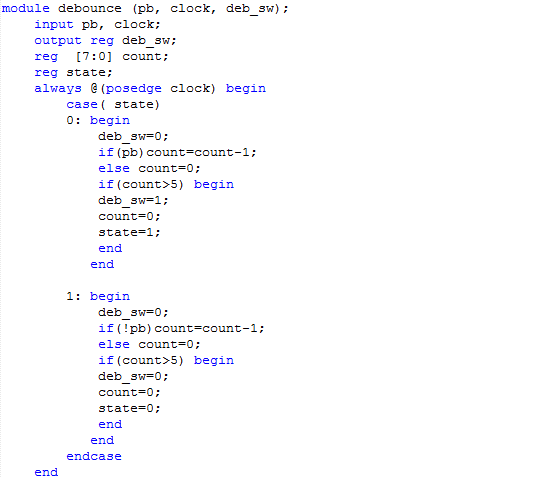 module debounce (pb, clock, deb_sw);
input pb, clock;
output reg deb_sw;
reg  [7:0] count;
reg state;
always @(posedge clock) begin
case( state)
0: begin
deb_sw=0;
if(pb)count=count-1;
else count=0;
if(count>5) begin
deb_sw=1;
count=0;
state=1;
end
end
1: begin
deb_sw=0;
if(!pb)count=count-1;
else count=0;
if(count>5) begin
deb_sw=0;
count=0;
state=0;
end
end
endcase
end